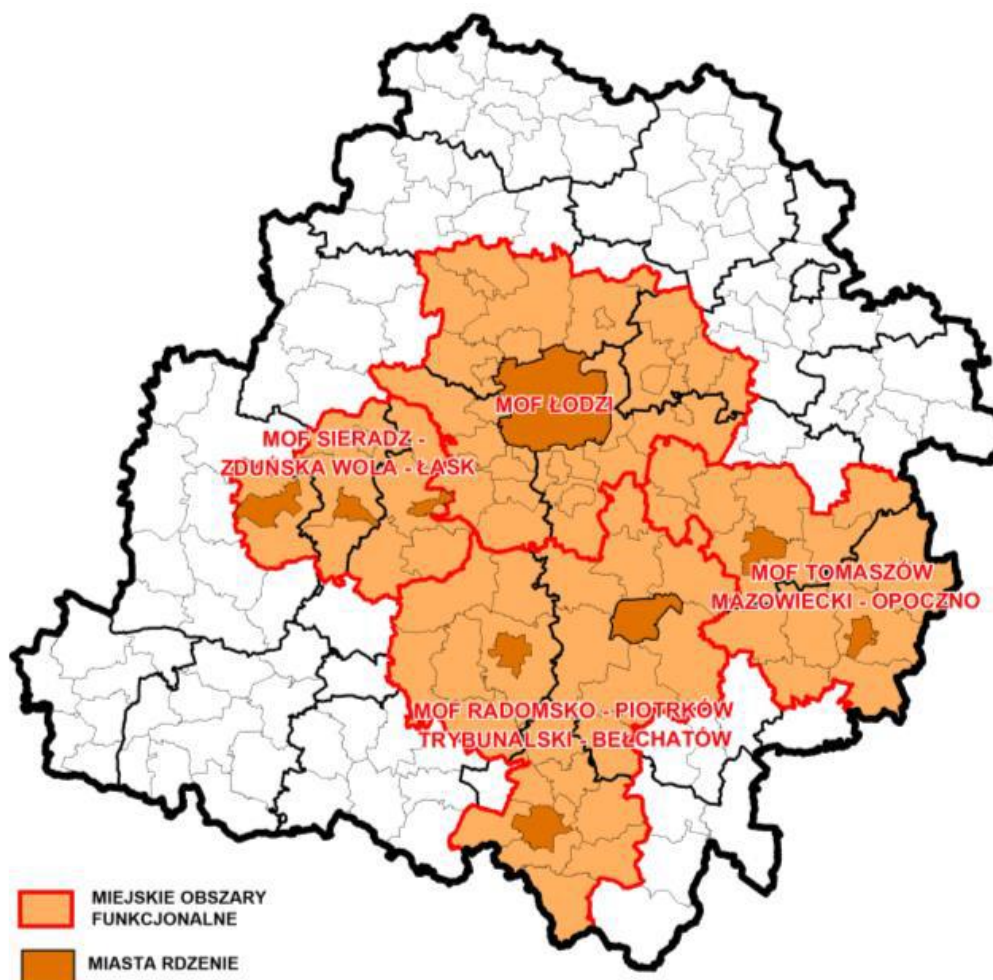 MOF ŁODZI
MOF SIERADZ -
ZDUŃSKA WOLA - ŁASK
MOF TOMASZÓW
MAZOWIECKI - OPOCZNO
MOF RADOMSKO - PIOTRKÓW
TRYBUNALSKI - BEŁCHATÓW
MIEJSKIE OBSZARY
FUNKCJONALNE
MIASTA RDZENIE